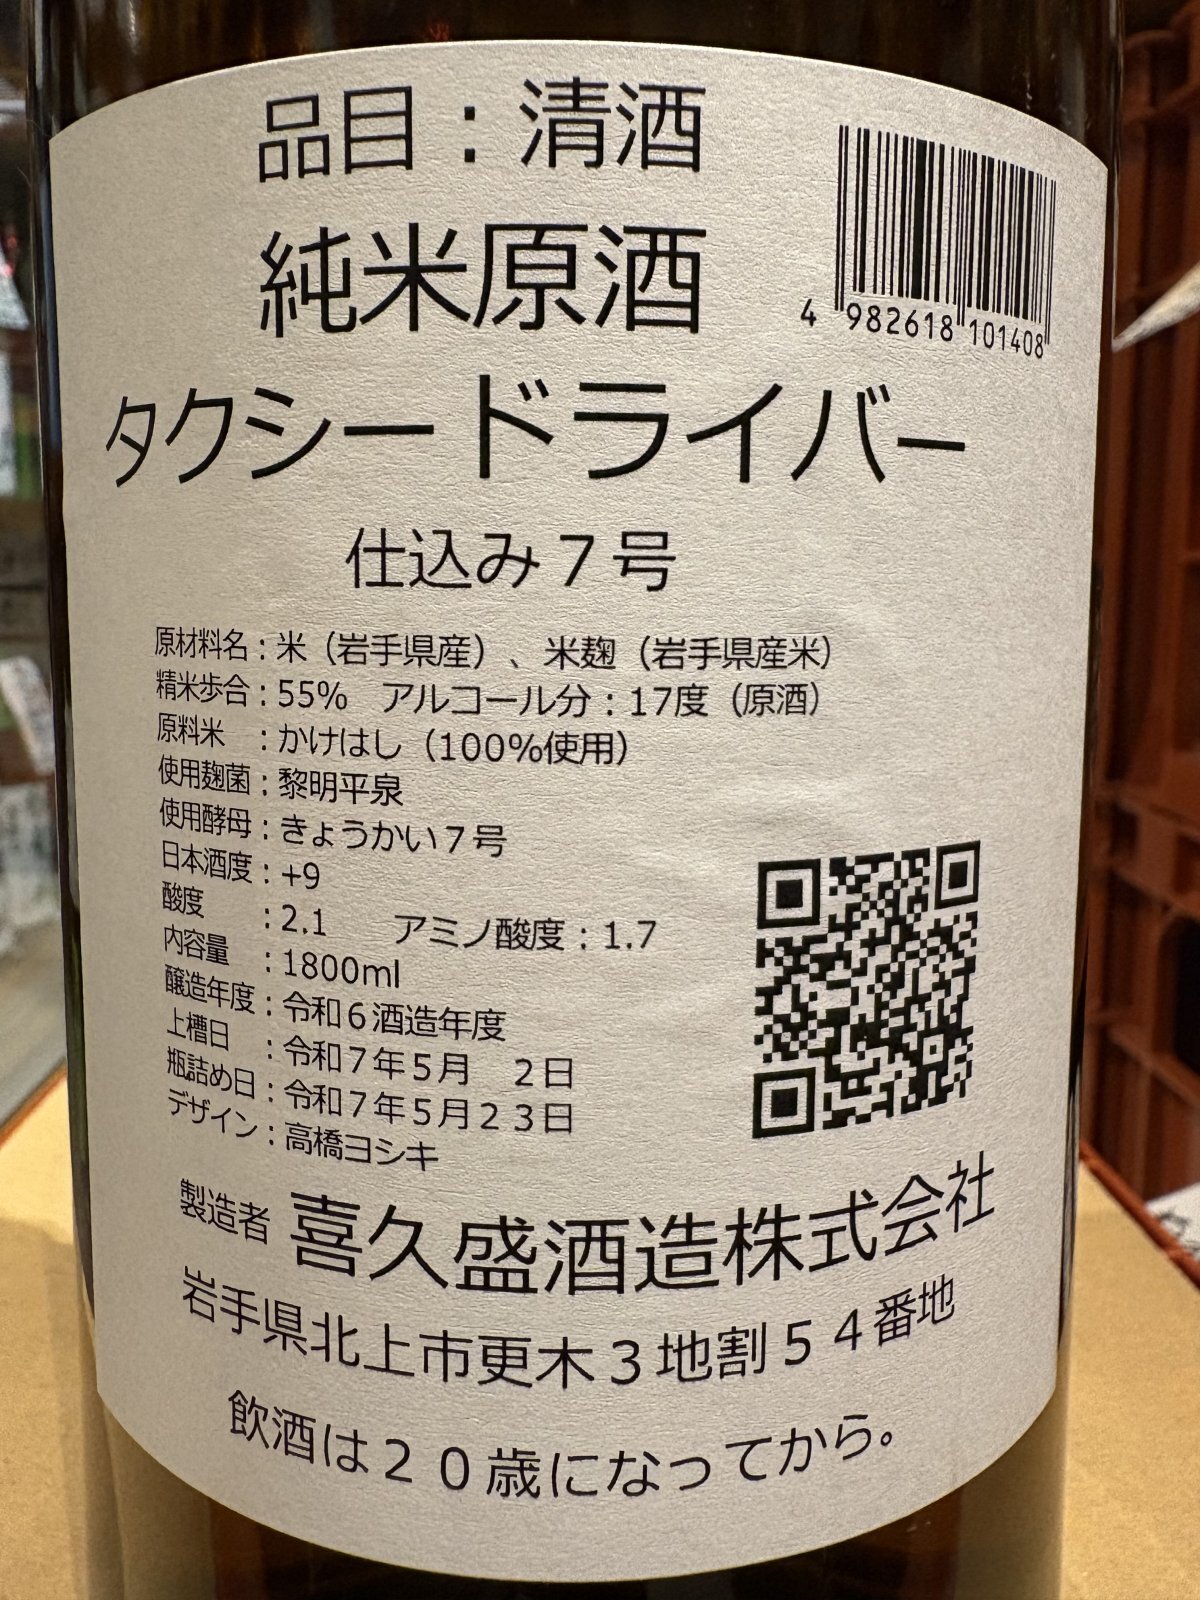 品目：清酒
4 982618 101408
純米原酒
タクシードライバー
仕込み７号
原材料名：米（岩手県産）、米麹（岩手県産米）
精米歩合：55%　アルコール分：17度（原酒）
原料米　：かけはし（100%使用）
使用麹菌：黎明平泉
使用酵母：きょうかい７号
日本酒度：+9
酸度　　：2.1　　アミノ酸度：1.7
内容量　：1800ml
醸造年度：令和６酒造年度
上槽日　：令和７年５月　２日
瓶詰め日：令和７年５月２３日
デザイン：高橋ヨシキ
製造者 喜久盛酒造株式会社
岩手県北上市更木３地割５４番地
飲酒は２０歳になってから。